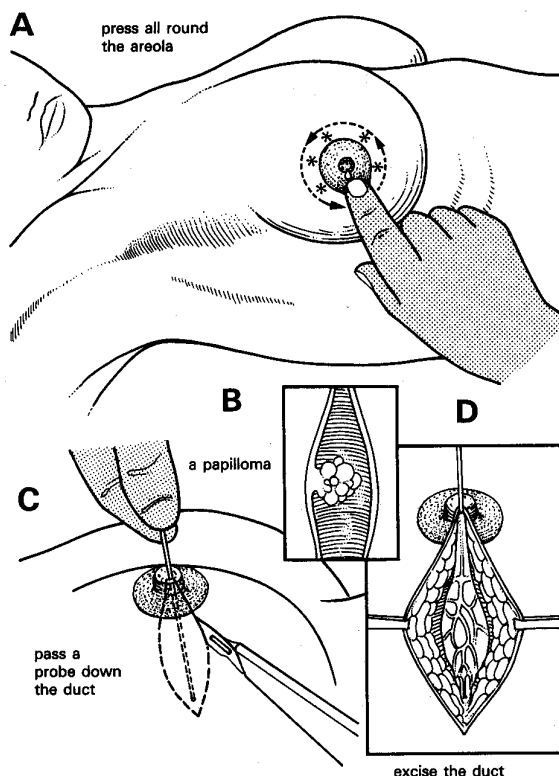 A
press all round
the areola
B
D
a papilloma
C
pass a
probe down
the duct
excise the duct